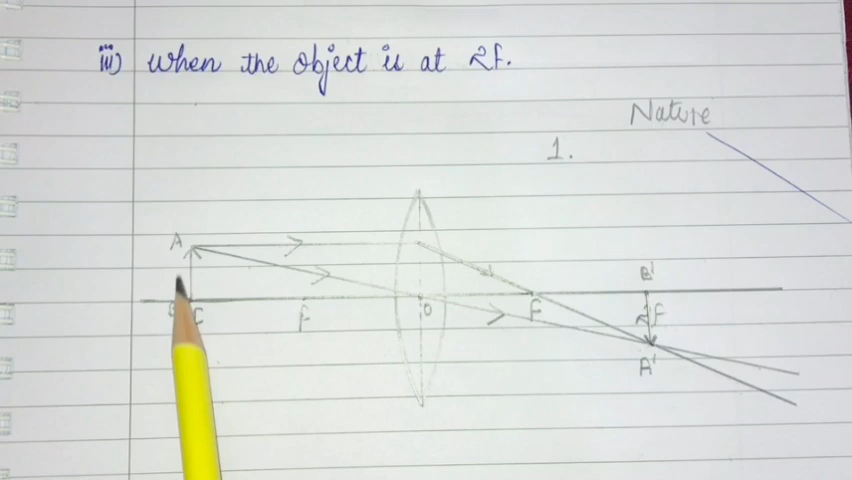 iii) When the object is at 2F.
Nature
1.
A
B'
C
F
O
F
2F
A'